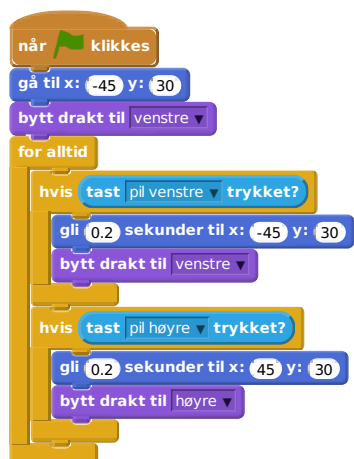 når klikkes
gå til x: -45 y: 30
bytt drakt til venstre
for alltid
hvis tast pil venstre trykket?
gli 0.2 sekunder til x: -45 y: 30
bytt drakt til venstre
hvis tast pil høyre trykket?
gli 0.2 sekunder til x: 45 y: 30
bytt drakt til høyre